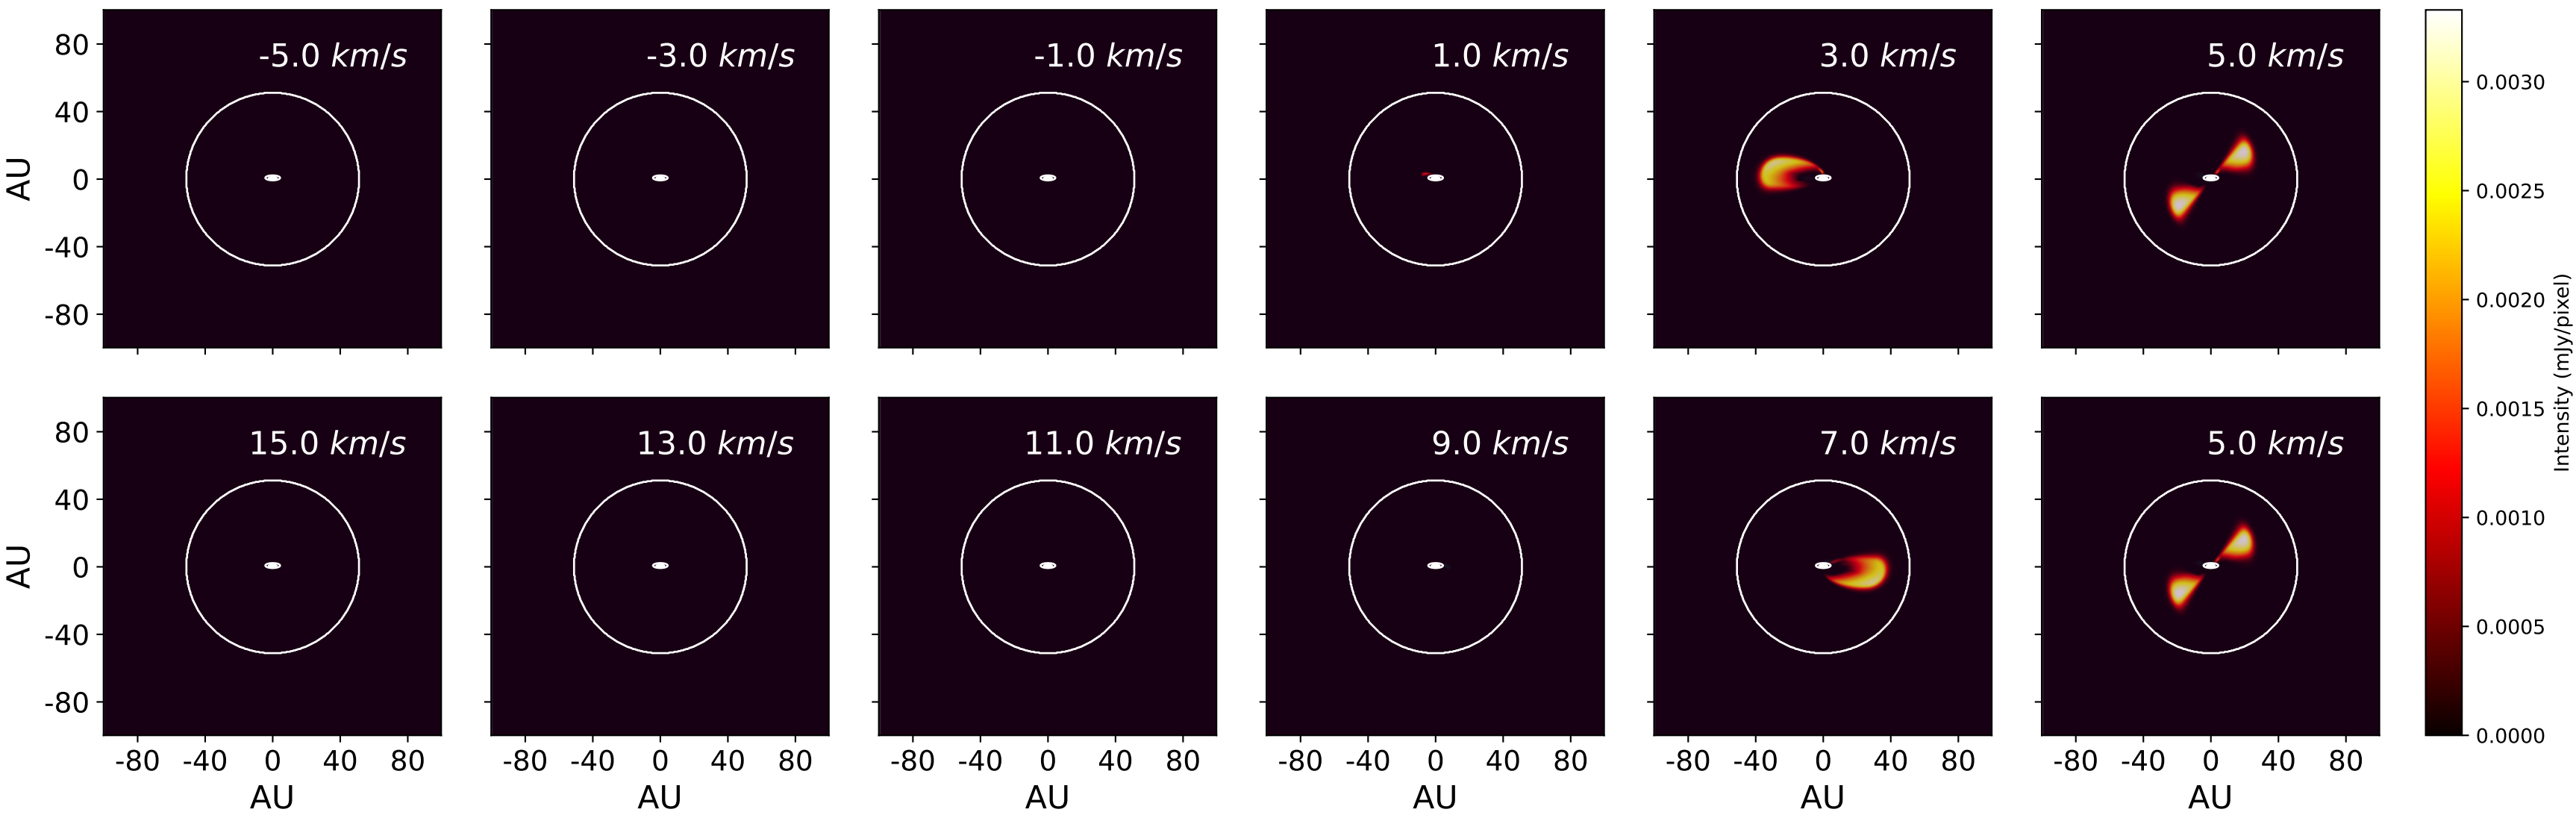 -5.0 km/s
-3.0 km/s
-1.0 km/s
1.0 km/s
3.0 km/s
5.0 km/s
AU
80
40
0
-40
-80
15.0 km/s
13.0 km/s
11.0 km/s
9.0 km/s
7.0 km/s
5.0 km/s
AU
80
40
0
-40
-80
-80 -40 0 40 80
-80 -40 0 40 80
-80 -40 0 40 80
-80 -40 0 40 80
-80 -40 0 40 80
-80 -40 0 40 80
AU
AU
AU
AU
AU
AU
0.0030
0.0025
0.0020
0.0015
0.0010
0.0005
0.0000
Intensity (mJy/pixel)